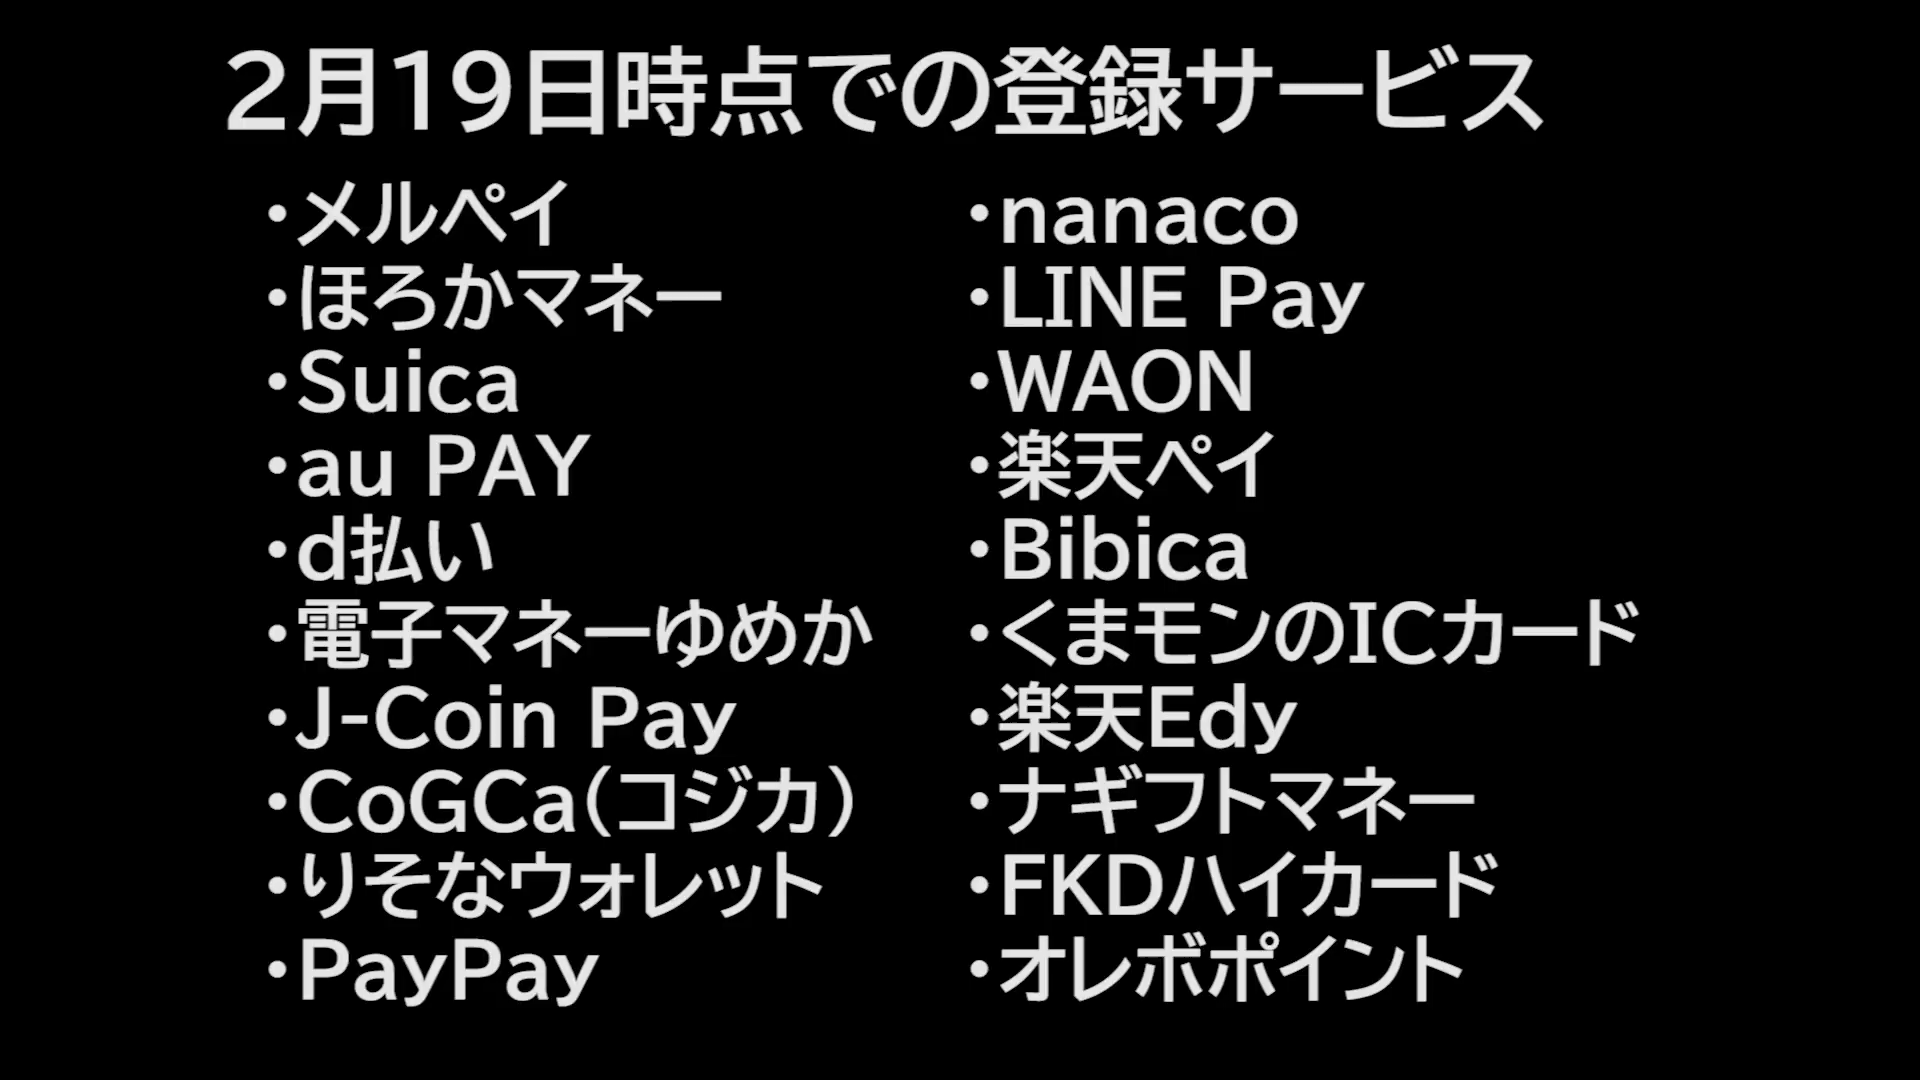 2月19日時点での登録サービス
・メルペイ
・ほろかマネー
・Suica
・au PAY
・d払い
・電子マネーゆめか
・J-Coin Pay
・CoGCa(コジカ)
・りそなウォレット
・PayPay
・nanaco
・LINE Pay
・WAON
・楽天ペイ
・Bibica
・くまモンのICカード
・楽天Edy
・ナギフトマネー
・FKDハイカード
・オレボポイント